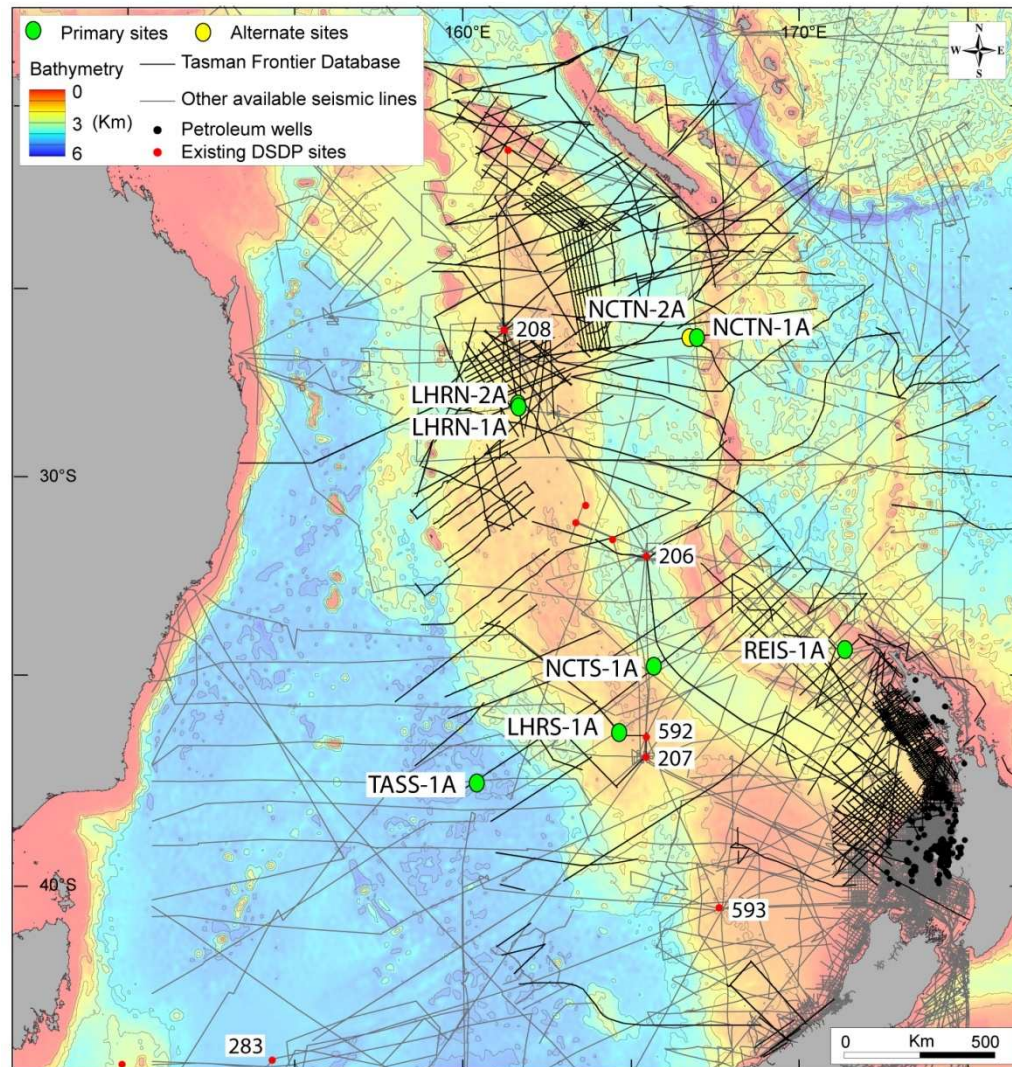 160°E
170°E
Primary sites
Alternate sites
Bathymetry
0
3 (Km)
6
Tasman Frontier Database
Other available seismic lines
Petroleum wells
Existing DSDP sites
N
W E
S
NCTN-2A
NCTN-1A
208
LHRN-2A
LHRN-1A
30°S
206
REIS-1A
NCTS-1A
LHRS-1A
592
207
TASS-1A
40°S
593
283
0 Km 500